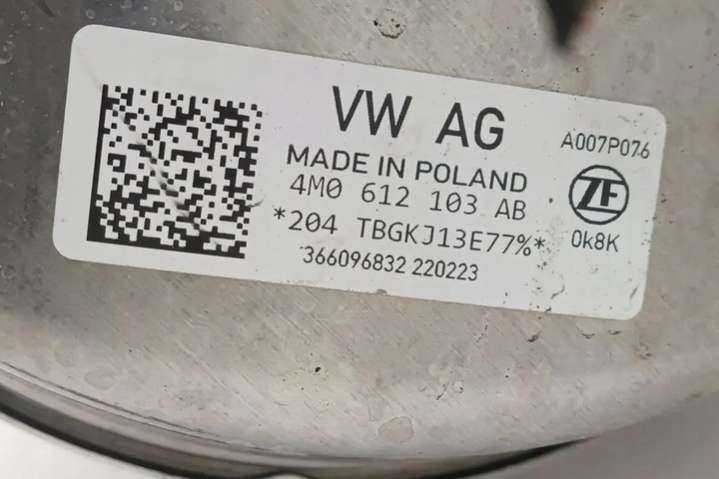 VW AG
A007P076
MADE IN POLAND
4M0 612 103 AB
ZF
*204 TBGKJ13E77%*
0k8K
366096832 220223